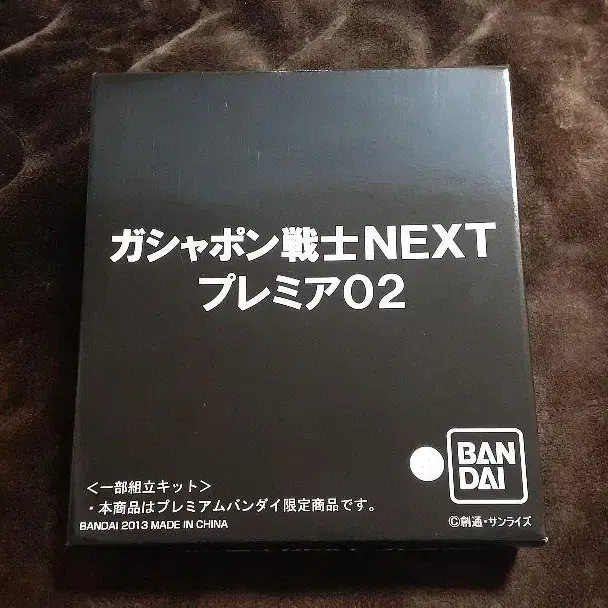 ガシャポン戦士NEXT
プレミア02
＜一部組立キット＞
・本商品はプレミアムバンダイ限定商品です。
BANDAI 2013 MADE IN CHINA
BAN
DAI
©創通・サンライズ